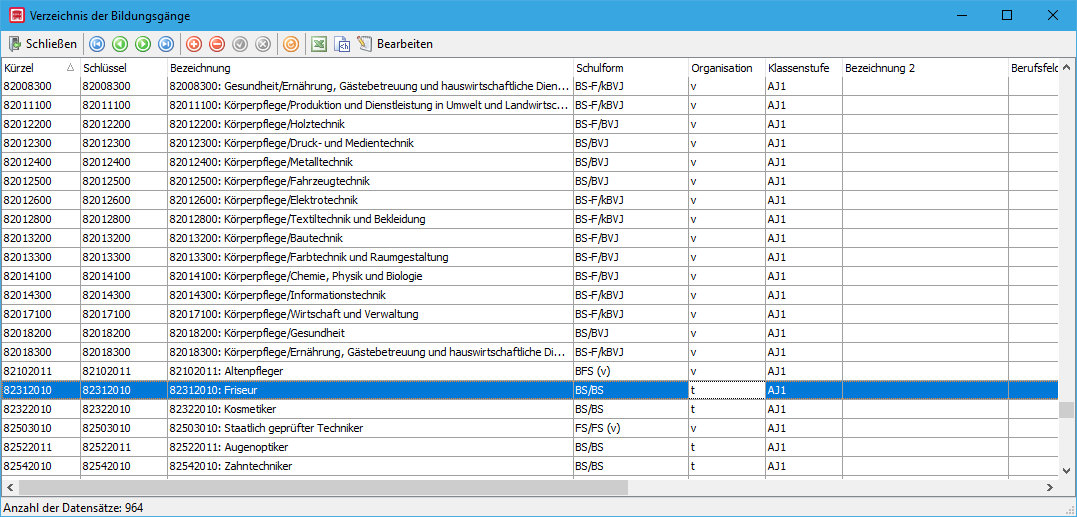 Verzeichnis der Bildungsgänge
Schließen Bearbeiten
Kürzel Schlüssel Bezeichnung Schulform Organisation Klassenstufe Bezeichnung 2 Berufsfeld
82008300 82008300 82008300: Gesundheit/Ernährung, Gästebetreuung und hauswirtschaftliche Dien... BS-F/kBVJ v AJ1
82011100 82011100 82011100: Körperpflege/Produktion und Dienstleistung in Umwelt und Landwirtsc... BS-F/kBVJ v AJ1
82012200 82012200 82012200: Körperpflege/Holztechnik BS-F/BVJ v AJ1
82012300 82012300 82012300: Körperpflege/Druck- und Medientechnik BS/BVJ v AJ1
82012400 82012400 82012400: Körperpflege/Metalltechnik BS/BVJ v AJ1
82012500 82012500 82012500: Körperpflege/Fahrzeugtechnik BS/BVJ v AJ1
82012600 82012600 82012600: Körperpflege/Elektrotechnik BS-F/kBVJ v AJ1
82012800 82012800 82012800: Körperpflege/Textiltechnik und Bekleidung BS-F/kBVJ v AJ1
82013200 82013200 82013200: Körperpflege/Bautechnik BS-F/BVJ v AJ1
82013300 82013300 82013300: Körperpflege/Farbtechnik und Raumgestaltung BS-F/BVJ v AJ1
82014100 82014100 82014100: Körperpflege/Chemie, Physik und Biologie BS-F/BVJ v AJ1
82014300 82014300 82014300: Körperpflege/Informationstechnik BS-F/kBVJ v AJ1
82017100 82017100 82017100: Körperpflege/Wirtschaft und Verwaltung BS-F/kBVJ v AJ1
82018200 82018200 82018200: Körperpflege/Gesundheit BS/BVJ v AJ1
82018300 82018300 82018300: Körperpflege/Ernährung, Gästebetreuung und hauswirtschaftliche Di... BS-F/kBVJ v AJ1
82102011 82102011 82102011: Altenpfleger BFS (v) v AJ1
82312010 82312010 82312010: Friseur BS/BS t AJ1
82322010 82322010 82322010: Kosmetiker BS/BS t AJ1
82503010 82503010 82503010: Staatlich geprüfter Techniker FS/FS (v) v AJ1
82522011 82522011 82522011: Augenoptiker BS/BS t AJ1
82542010 82542010 82542010: Zahntechniker BS/BS t AJ1
Anzahl der Datensätze: 964